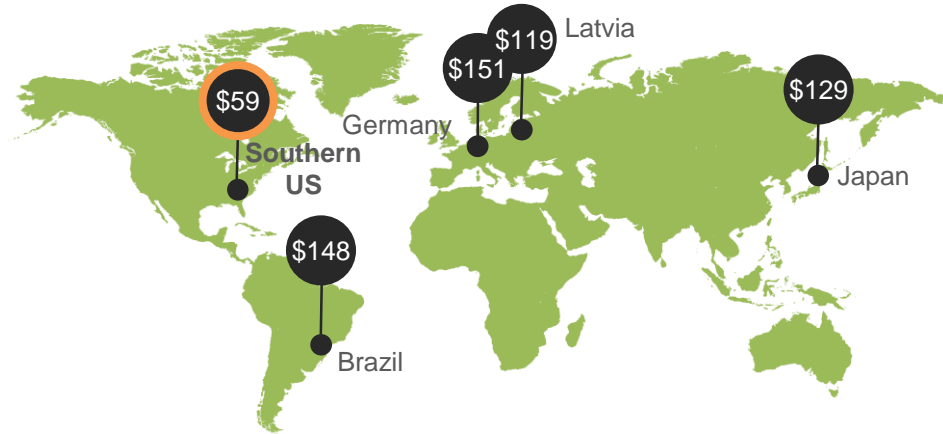 $119
Latvia
$151
$59
$129
Germany
Southern
US
Japan
$148
Brazil